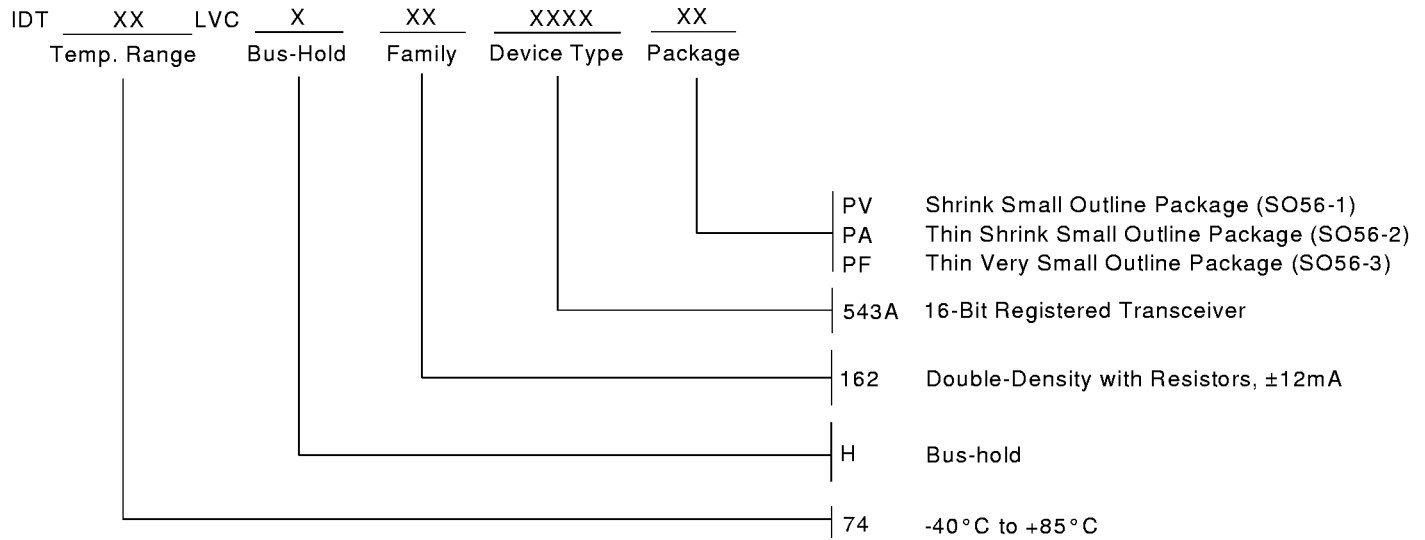 IDT XX LVC X XX XXXX XX
Temp. Range Bus-Hold Family Device Type Package
PV Shrink Small Outline Package (SO56-1)
PA Thin Shrink Small Outline Package (SO56-2)
PF Thin Very Small Outline Package (SO56-3)
543A 16-Bit Registered Transceiver
162 Double-Density with Resistors, ±12mA
H Bus-hold
74 -40°C to +85°C